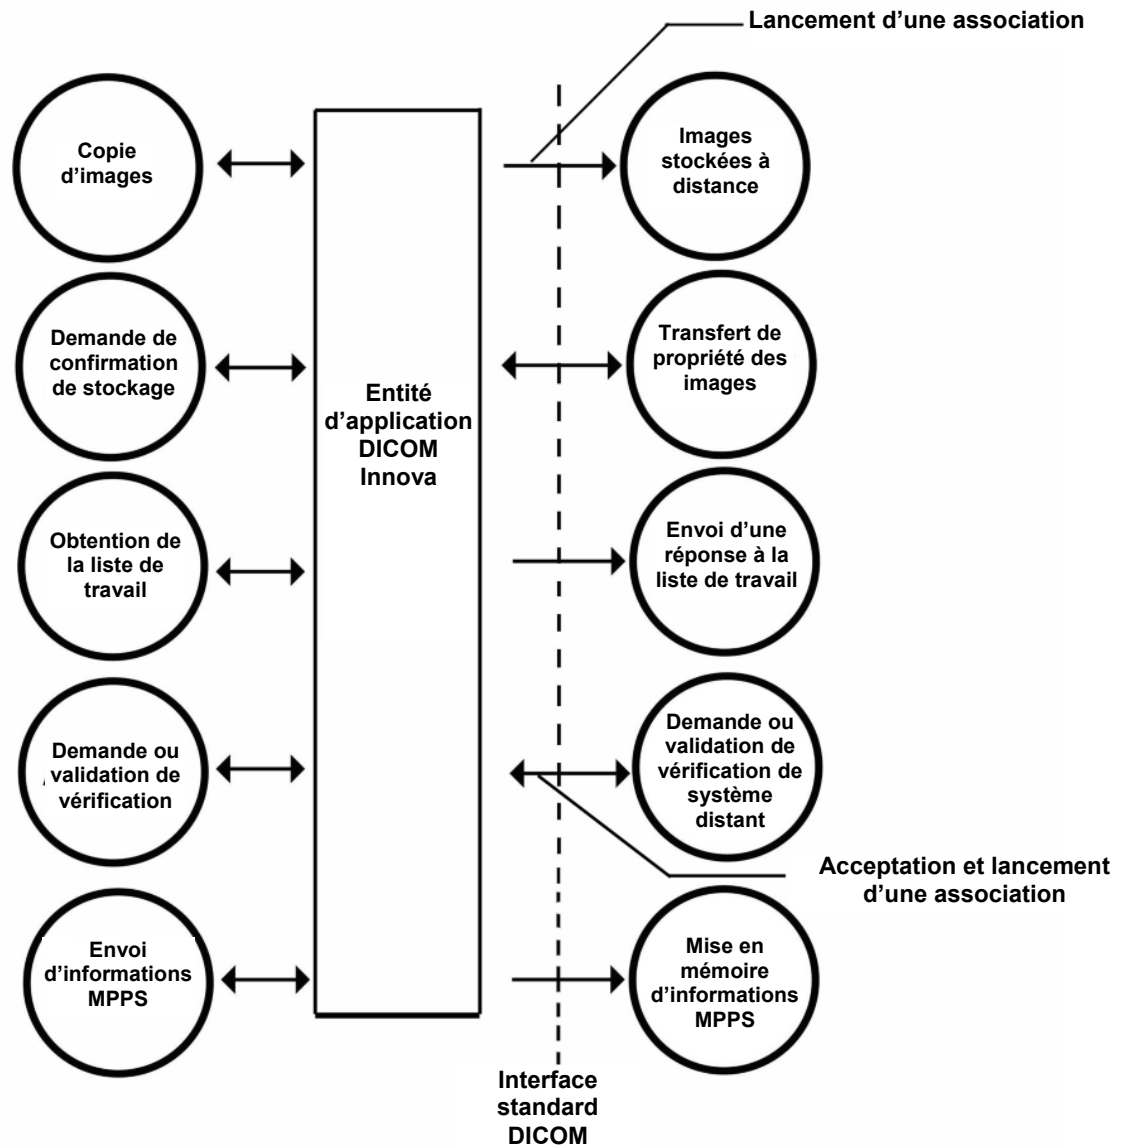 Lancement d'une association
Copie
d'images
Images
stockées à
distance
Demande de
confirmation
de stockage
Entité
d'application
DICOM
Innova
Transfert de
propriété des
images
Obtention de
la liste de
travail
Envoi d'une
réponse à la
liste de travail
Demande ou
validation de
vérification
Demande ou
validation de
vérification de
système
distant
Acceptation et lancement
d'une association
Envoi
d'informations
MPPS
Mise en
mémoire
d'informations
MPPS
Interface
standard
DICOM